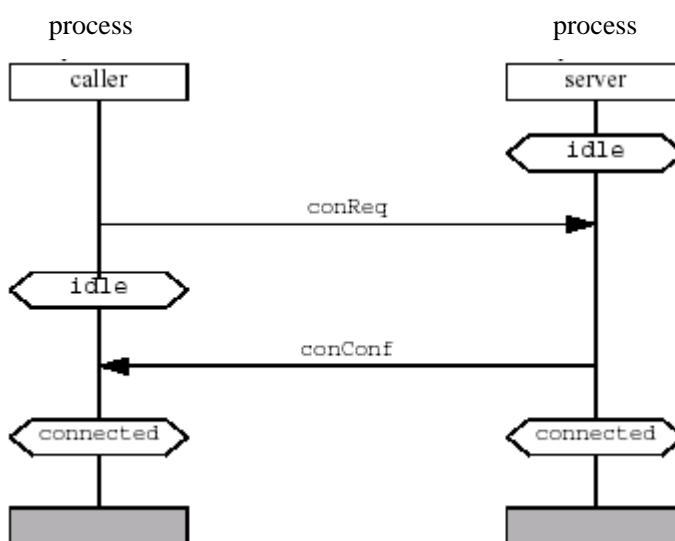 process process
caller server
idle
conReq
idle
conConf
connected connected